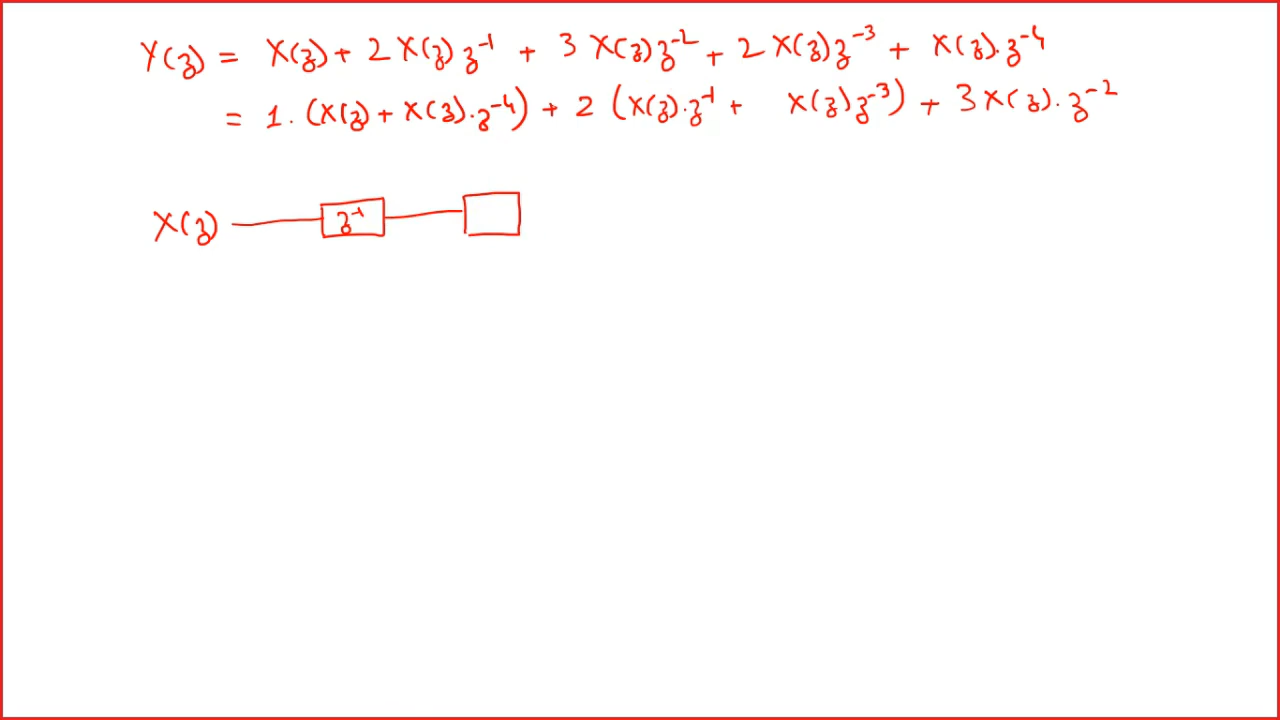 Y(z) = X(z) + 2 X(z) z⁻¹ + 3 X(z) z⁻² + 2 X(z) z⁻³ + X(z). z⁻⁴
= 1. (X(z) + X(z). z⁻⁴) + 2 (X(z). z⁻¹ + X(z) z⁻³) + 3 X(z). z⁻²
X(z) z⁻¹